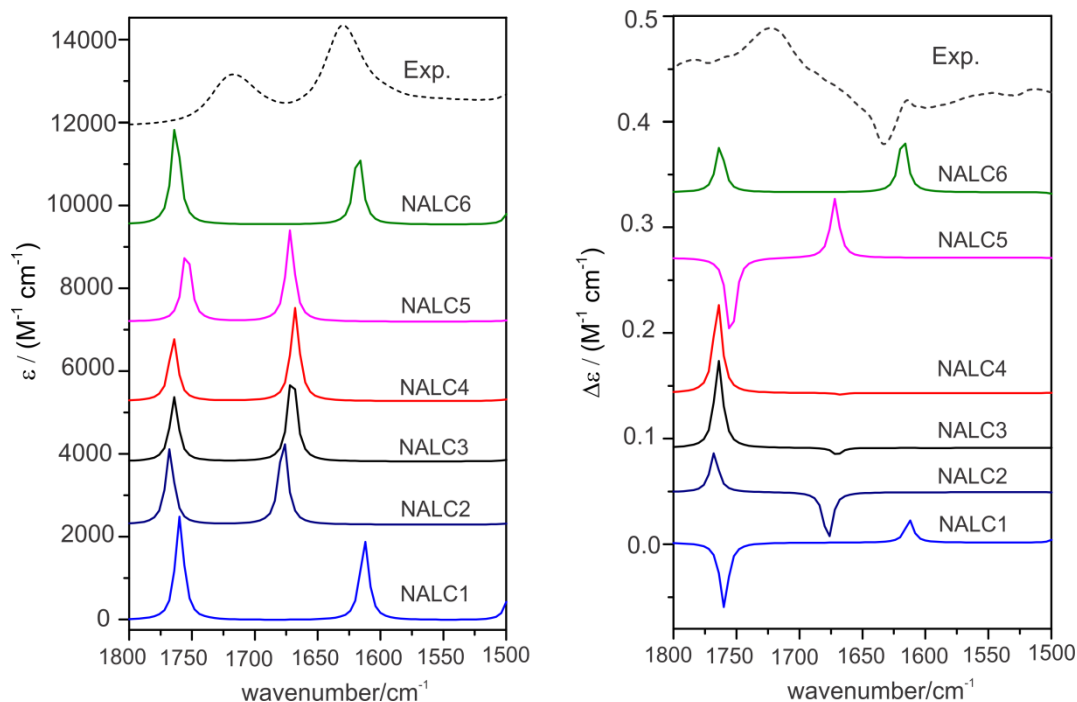 14000
12000
10000
8000
6000
4000
2000
0
ε / (M⁻¹ cm⁻¹)
Exp.
NALC6
NALC5
NALC4
NALC3
NALC2
NALC1
1800 1750 1700 1650 1600 1550 1500
wavenumber/cm⁻¹
0.5
0.4
0.3
0.2
0.1
0.0
Δε / (M⁻¹ cm⁻¹)
Exp.
NALC6
NALC5
NALC4
NALC3
NALC2
NALC1
1800 1750 1700 1650 1600 1550 1500
wavenumber/cm⁻¹